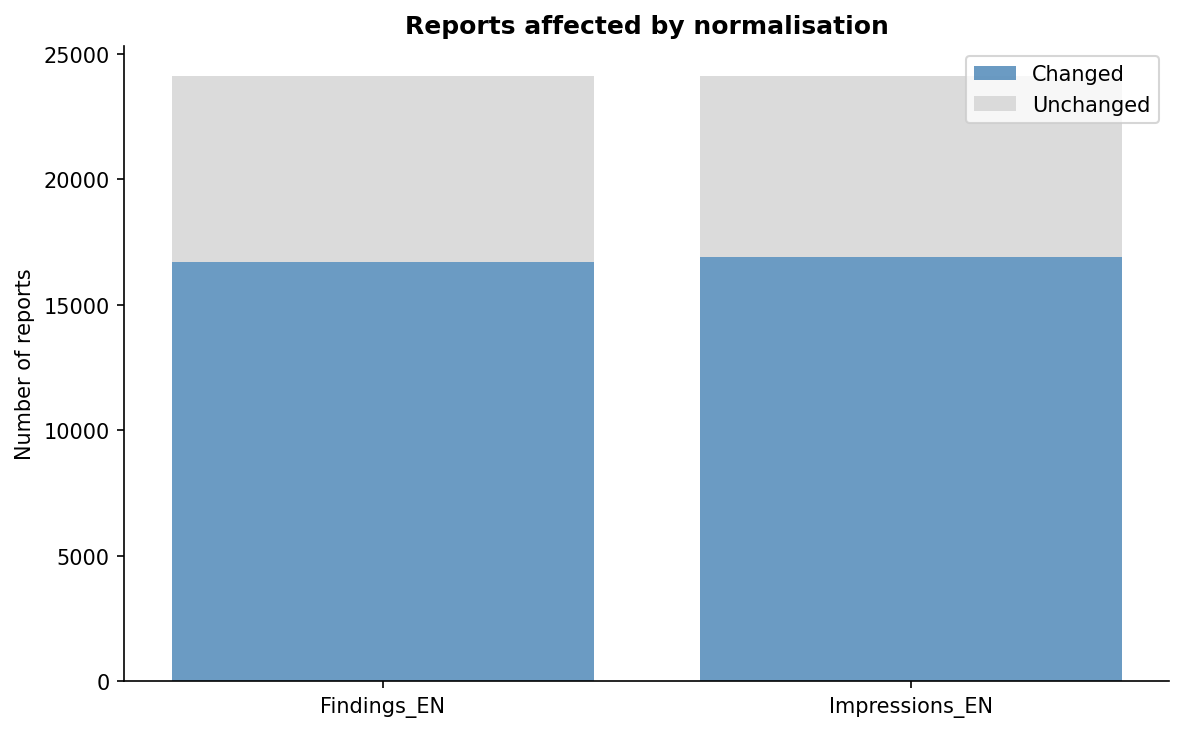 Reports affected by normalisation
Changed
Unchanged
Number of reports
25000
20000
15000
10000
5000
0
Findings_EN
Impressions_EN